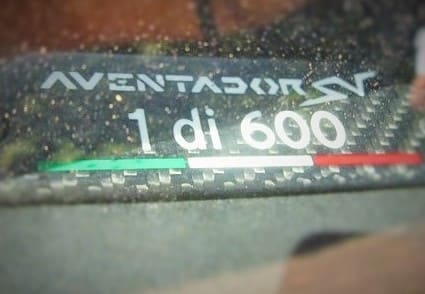 AVENTADOR SV
1 di 600